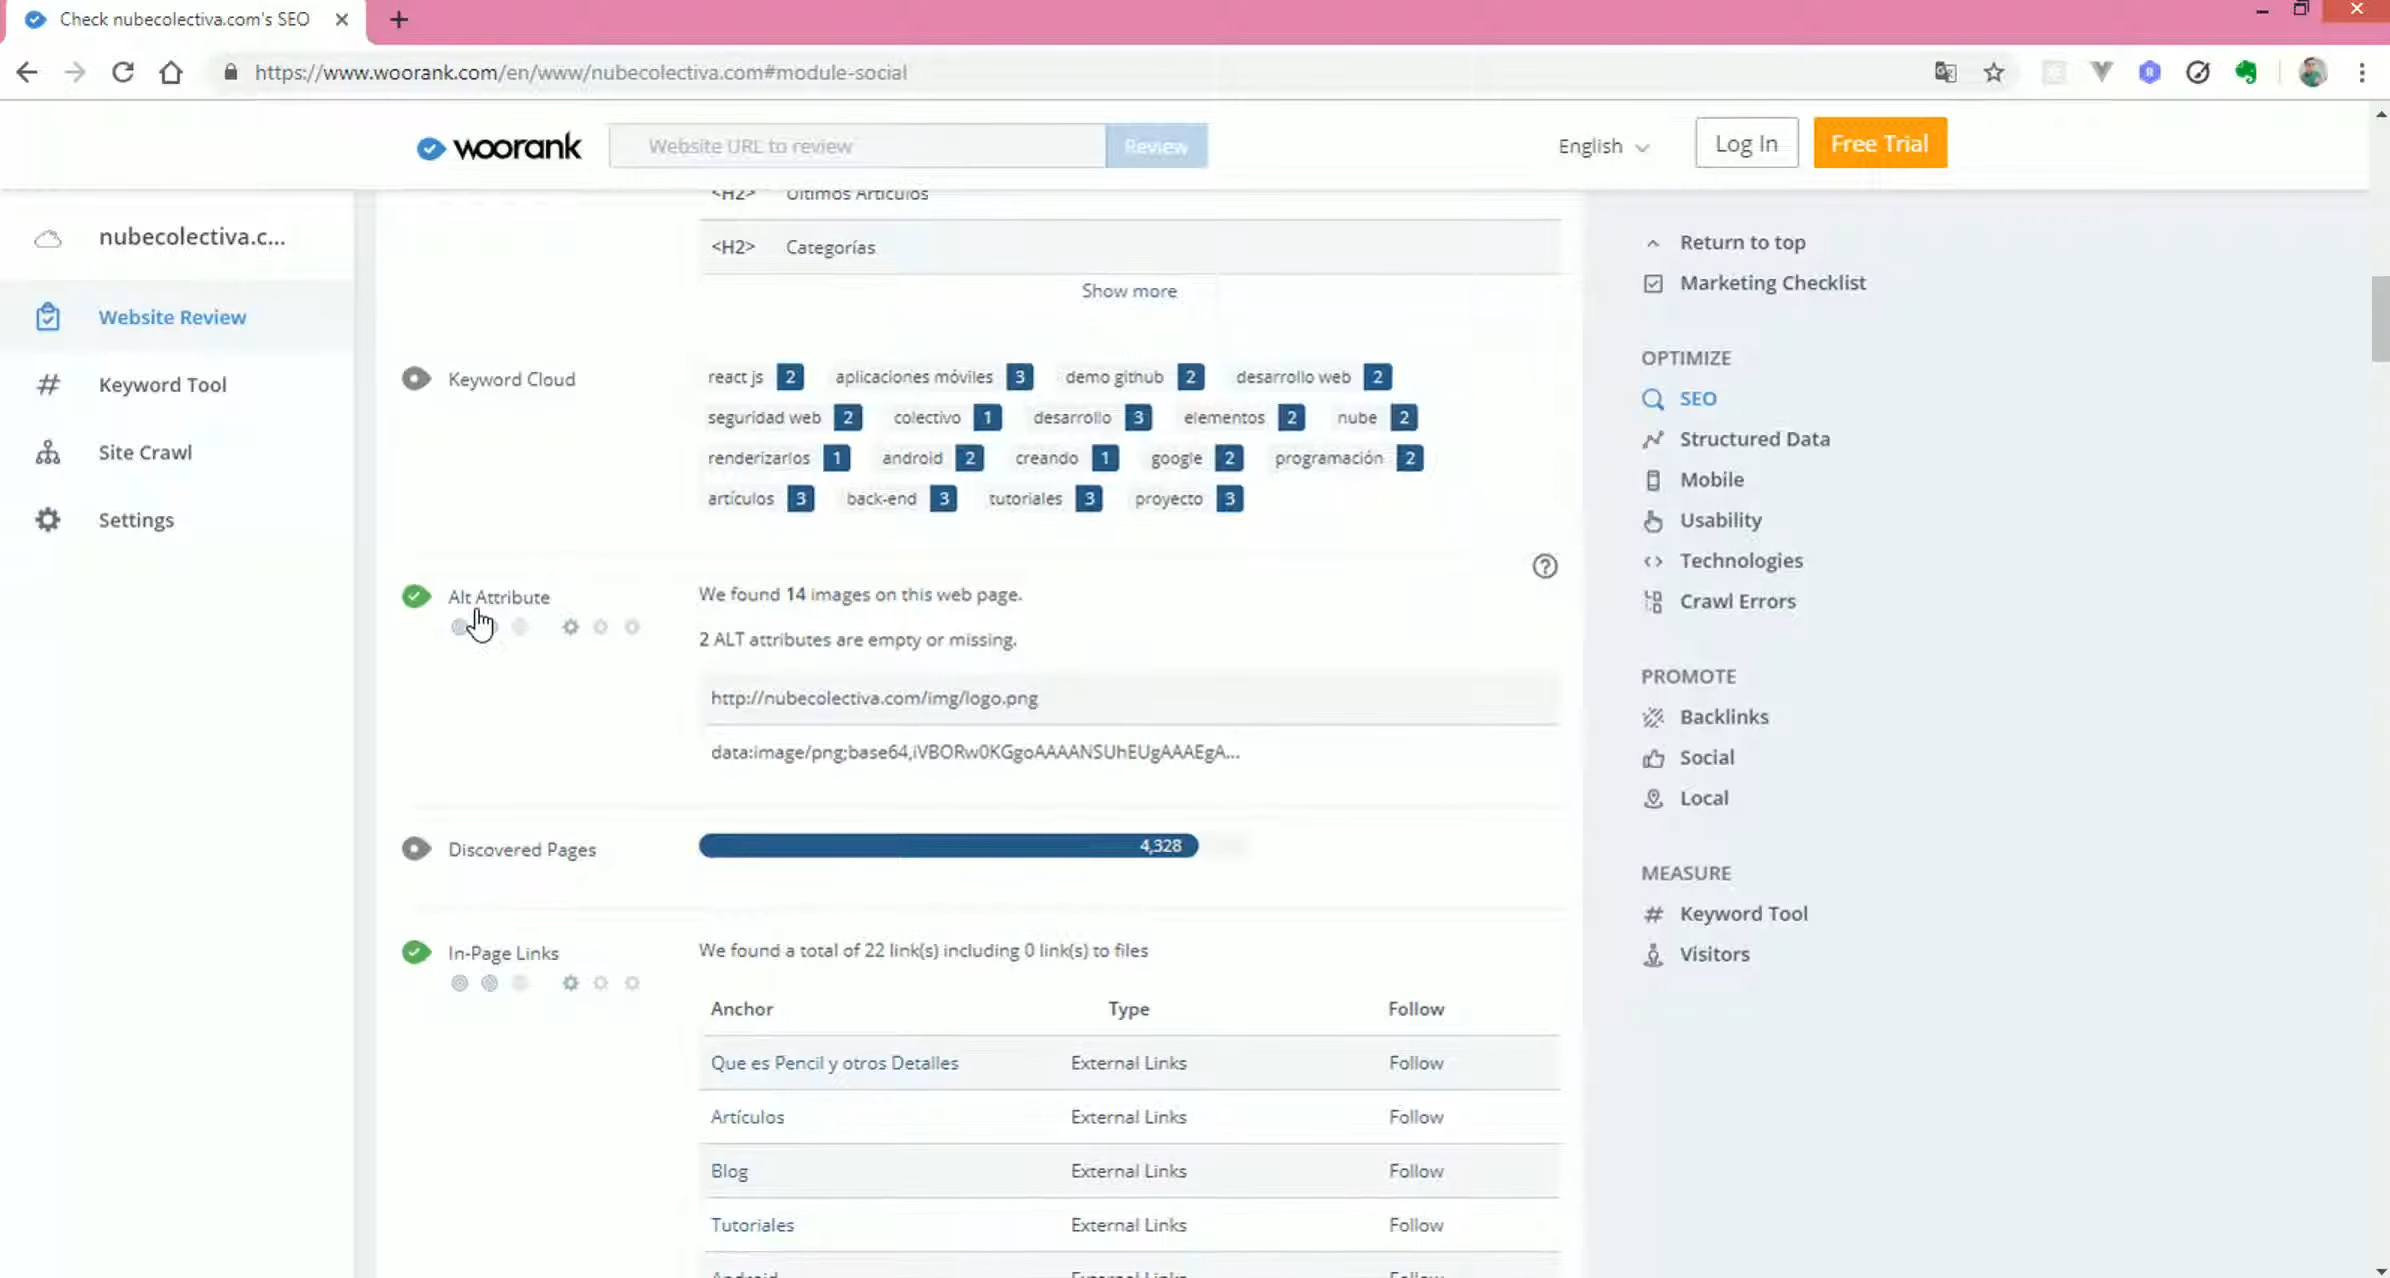 Check nubecolectiva.com's SEO
https://www.woorank.com/en/www/nubecolectiva.com#module-social
woorank
Website URL to review
Review
English
Log In
Free Trial
nubecolectiva.c...
Website Review
Keyword Tool
Site Crawl
Settings
<H2> Últimos Artículos
<H2> Categorías
Show more
Keyword Cloud
react js 2 aplicaciones móviles 3 demo github 2 desarrollo web 2
seguridad web 2 colectivo 1 desarrollo 3 elementos 2 nube 2
renderizarlos 1 android 2 creando 1 google 2 programación 2
artículos 3 back-end 3 tutoriales 3 proyecto 3
Alt Attribute
We found 14 images on this web page.
2 ALT attributes are empty or missing.
http://nubecolectiva.com/img/logo.png
data:image/png;base64,iVBORw0KGgoAAAANSUhEUgAAAEgA...
Discovered Pages
4,328
In-Page Links
We found a total of 22 link(s) including 0 link(s) to files
Anchor Type Follow
Que es Pencil y otros Detalles External Links Follow
Artículos External Links Follow
Blog External Links Follow
Tutoriales External Links Follow
Android External Links Follow
Return to top
Marketing Checklist
OPTIMIZE
SEO
Structured Data
Mobile
Usability
Technologies
Crawl Errors
PROMOTE
Backlinks
Social
Local
MEASURE
Keyword Tool
Visitors